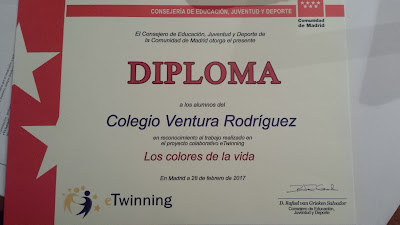 CONSEJERÍA DE EDUCACIÓN, JUVENTUD Y DEPORTE
Comunidad
de Madrid
El Consejero de Educación, Juventud y Deporte de
la Comunidad de Madrid otorga el presente
DIPLOMA
a los alumnos del
Colegio Ventura Rodríguez
en reconocimiento al trabajo realizado en
el proyecto colaborativo eTwinning
Los colores de la vida
En Madrid a 28 de febrero de 2017
eTwinning
D. Rafael van Grieken Salvador
Consejero de Educación,
Juventud y Deporte